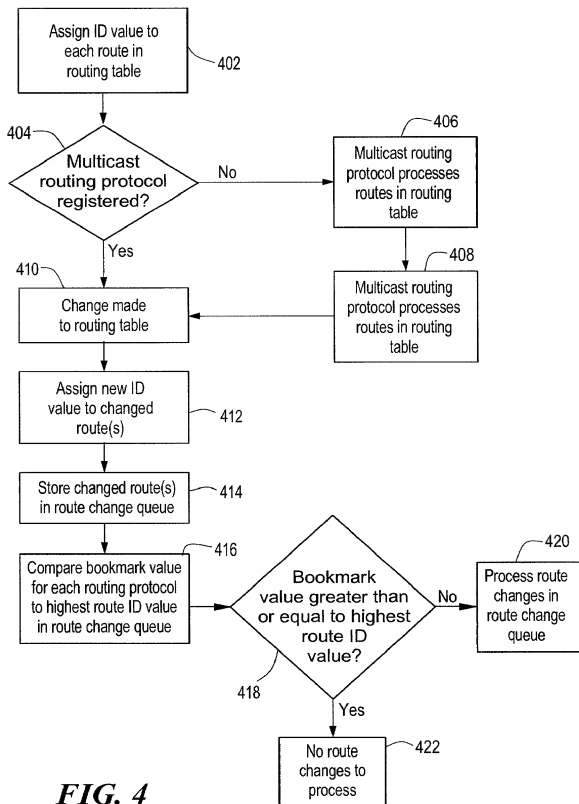 Assign ID value to
each route in
routing table
402
404
Multicast
routing protocol
registered?
No
Yes
406
Multicast routing
protocol processes
routes in routing
table
408
Multicast routing
protocol processes
routes in routing
table
410
Change made
to routing table
Assign new ID
value to changed
route(s)
412
Store changed route(s)
in route change queue
414
416
Compare bookmark value
for each routing protocol
to highest route ID value
in route change queue
Bookmark
value greater than
or equal to highest
route ID
value?
418
No
Yes
420
Process route
changes in
route change
queue
No route
changes to
process
422
FIG. 4